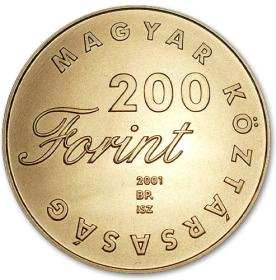 MAGYAR KÖZTÁRSASÁG
200
Forint
2001
BP.
ISZ